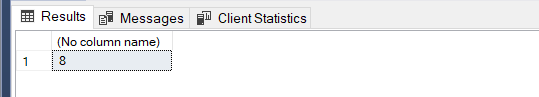 Results Messages Client Statistics
(No column name)
1 8